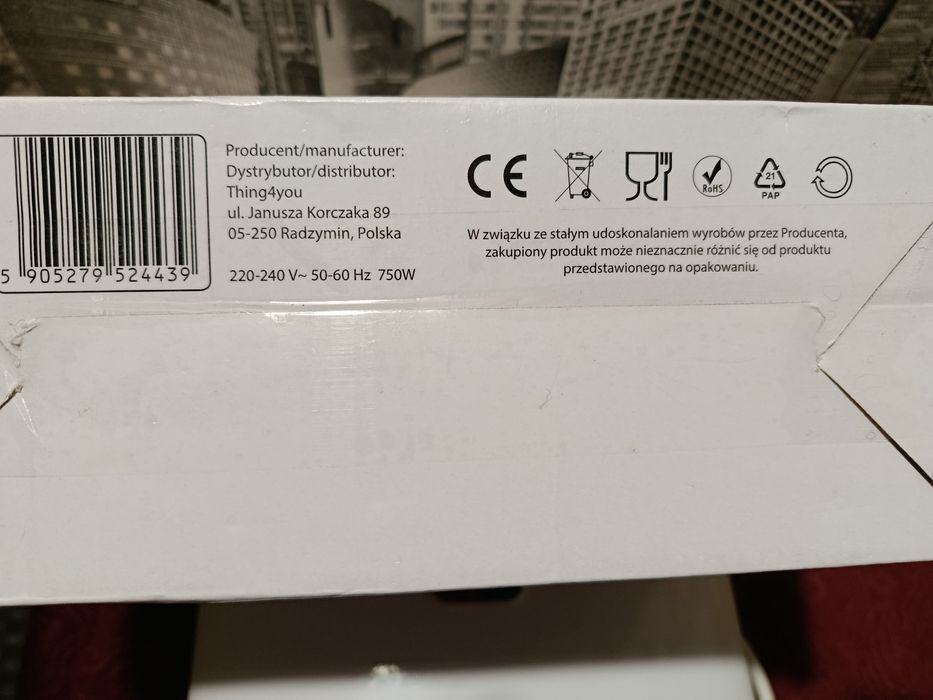 Producent/manufacturer:
Dystrybutor/distributor:
Thing4you
ul. Janusza Korczaka 89
05-250 Radzymin, Polska
220-240 V~ 50-60 Hz 750W
5 905279 524439
CE
RoHS
21
PAP
W związku ze stałym udoskonalaniem wyrobów przez Producenta,
zakupiony produkt może nieznacznie różnić się od produktu
przedstawionego na opakowaniu.